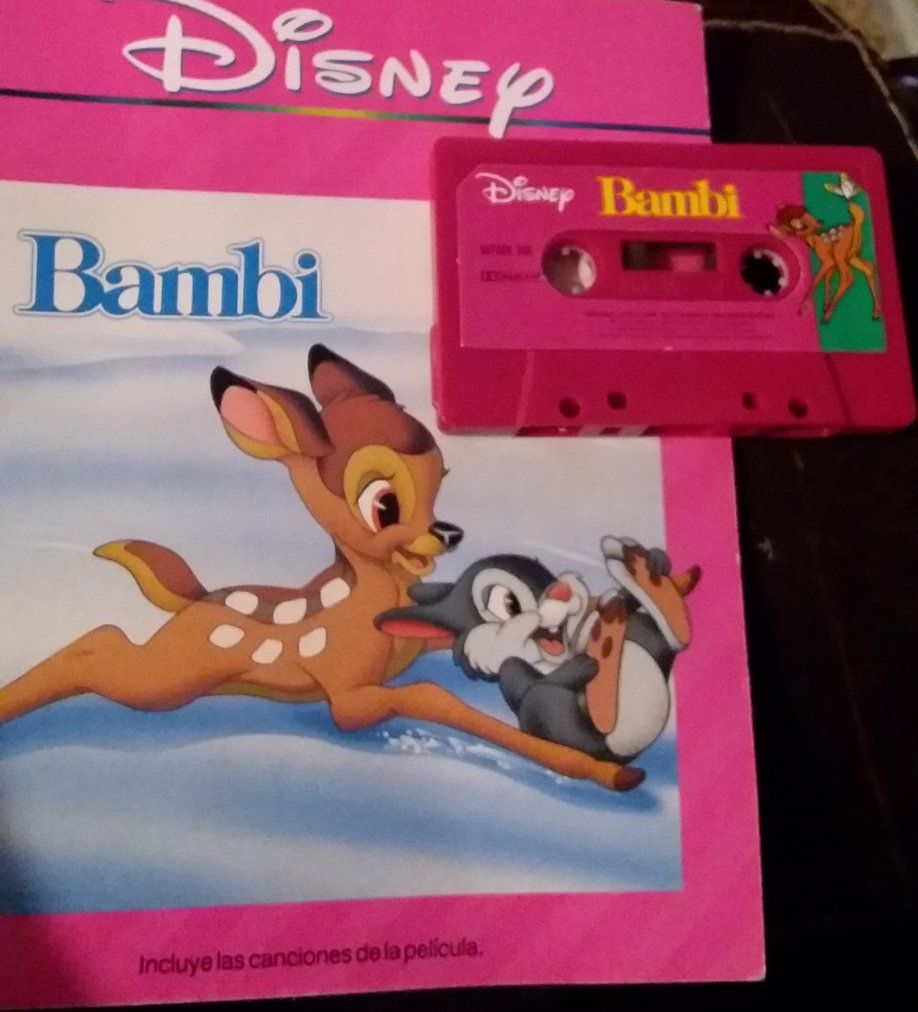 Disney
Bambi
Disney
Bambi
Incluye las canciones de la película.